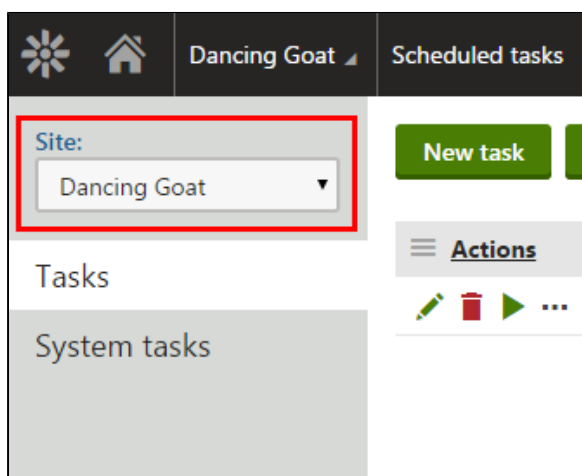 Dancing Goat
Scheduled tasks
Site:
Dancing Goat
Tasks
System tasks
New task
Actions